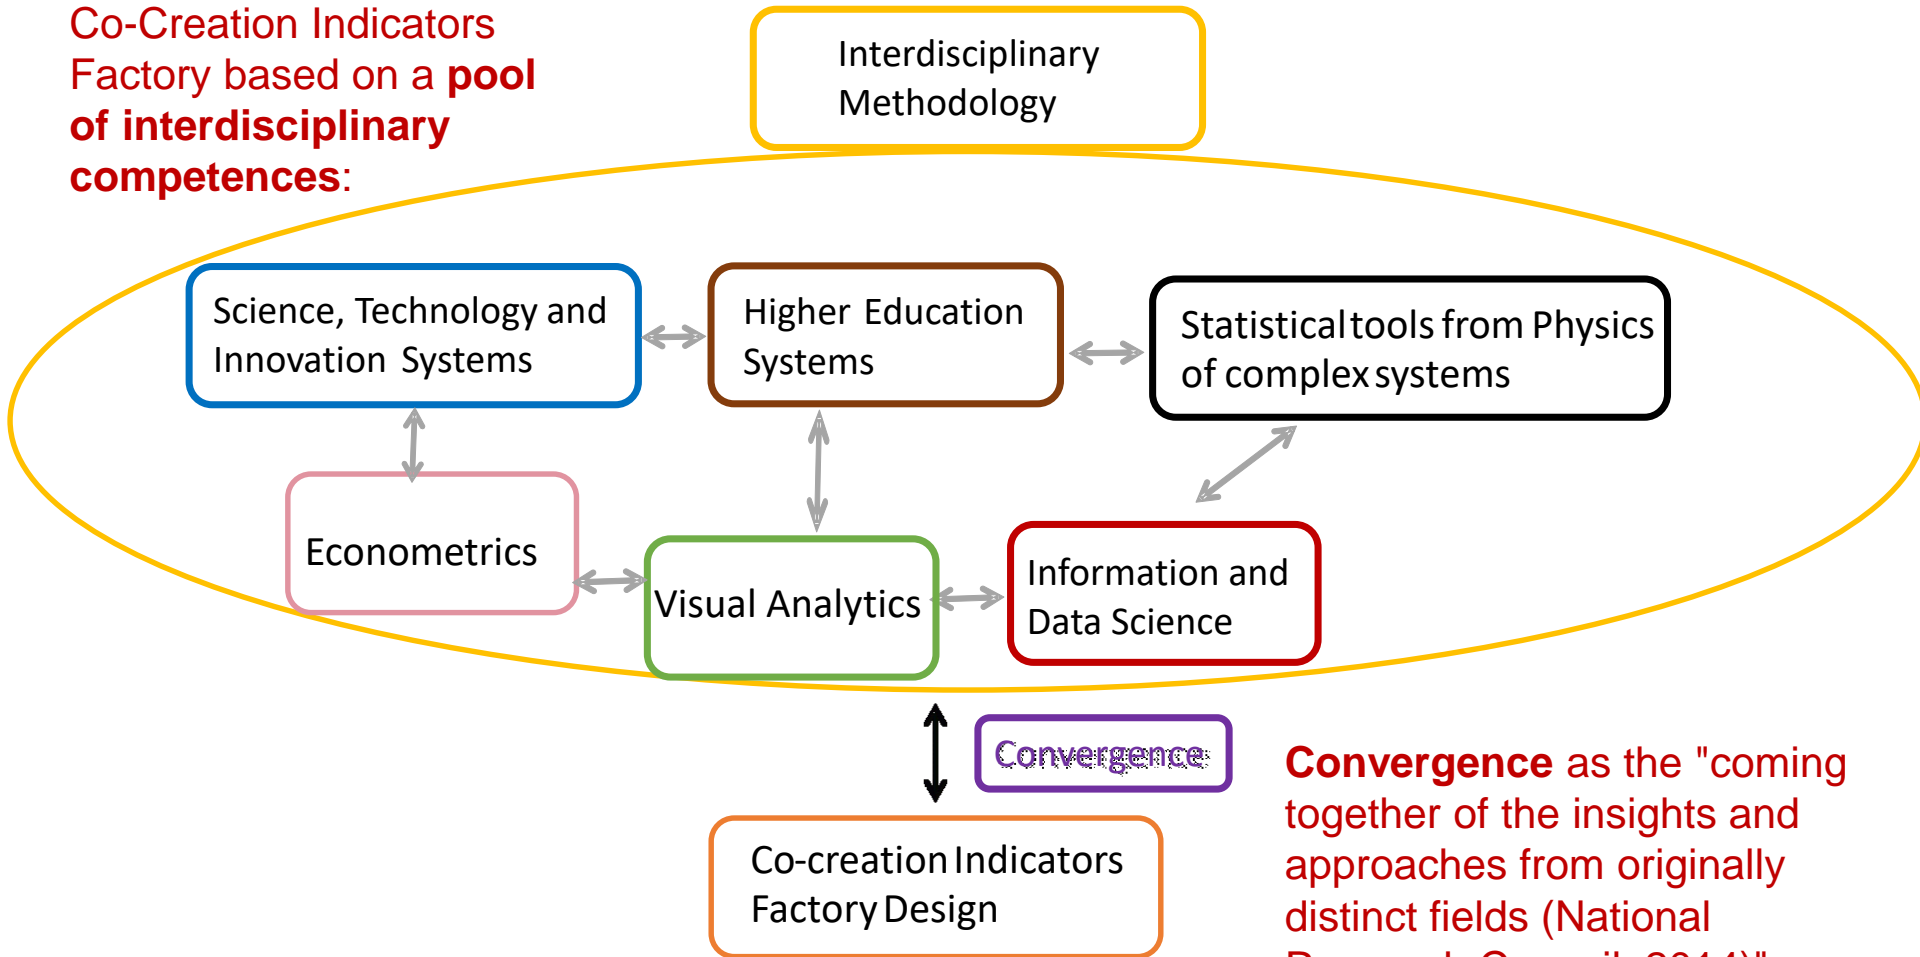 Co-Creation Indicators
Factory based on a pool
of interdisciplinary
competences:
Interdisciplinary
Methodology
Science, Technology and
Innovation Systems
Higher Education
Systems
Statistical tools from Physics
of complex systems
Econometrics
Visual Analytics
Information and
Data Science
Convergence
Co-creation Indicators
Factory Design
Convergence as the "coming
together of the insights and
approaches from originally
distinct fields (National